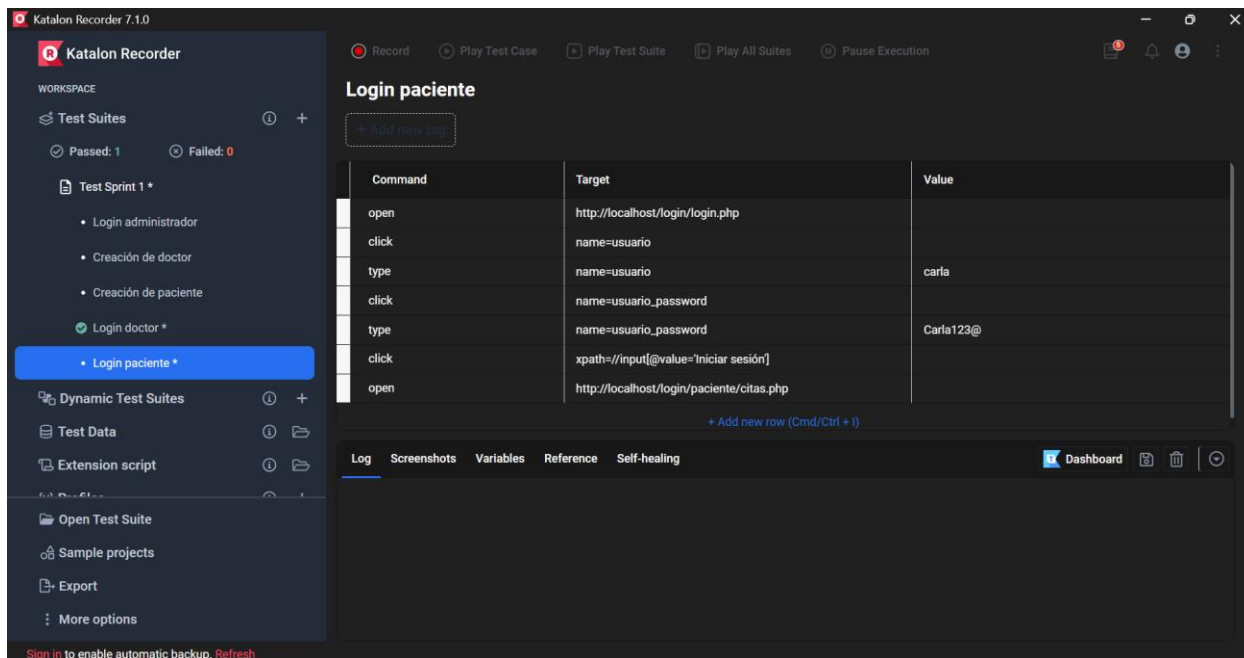 Katalon Recorder 7.1.0
Katalon Recorder
Record Play Test Case Play Test Suite Play All Suites Pause Execution
5
WORKSPACE
Login paciente
Test Suites
+ Add new tag
Passed: 1 Failed: 0
Test Sprint 1 *
Command Target Value
open http://localhost/login/login.php
• Login administrador
click name=usuario
• Creación de doctor
type name=usuario carla
• Creación de paciente
click name=usuario_password
Login doctor *
type name=usuario_password Carla123@
• Login paciente *
click xpath=//input[@value='Iniciar sesión']
open http://localhost/login/paciente/citas.php
Dynamic Test Suites
+ Add new row (Cmd/Ctrl + I)
Test Data
Log Screenshots Variables Reference Self-healing Dashboard
Extension script
Profiles
Open Test Suite
Sample projects
Export
More options
Sign in to enable automatic backup. Refresh